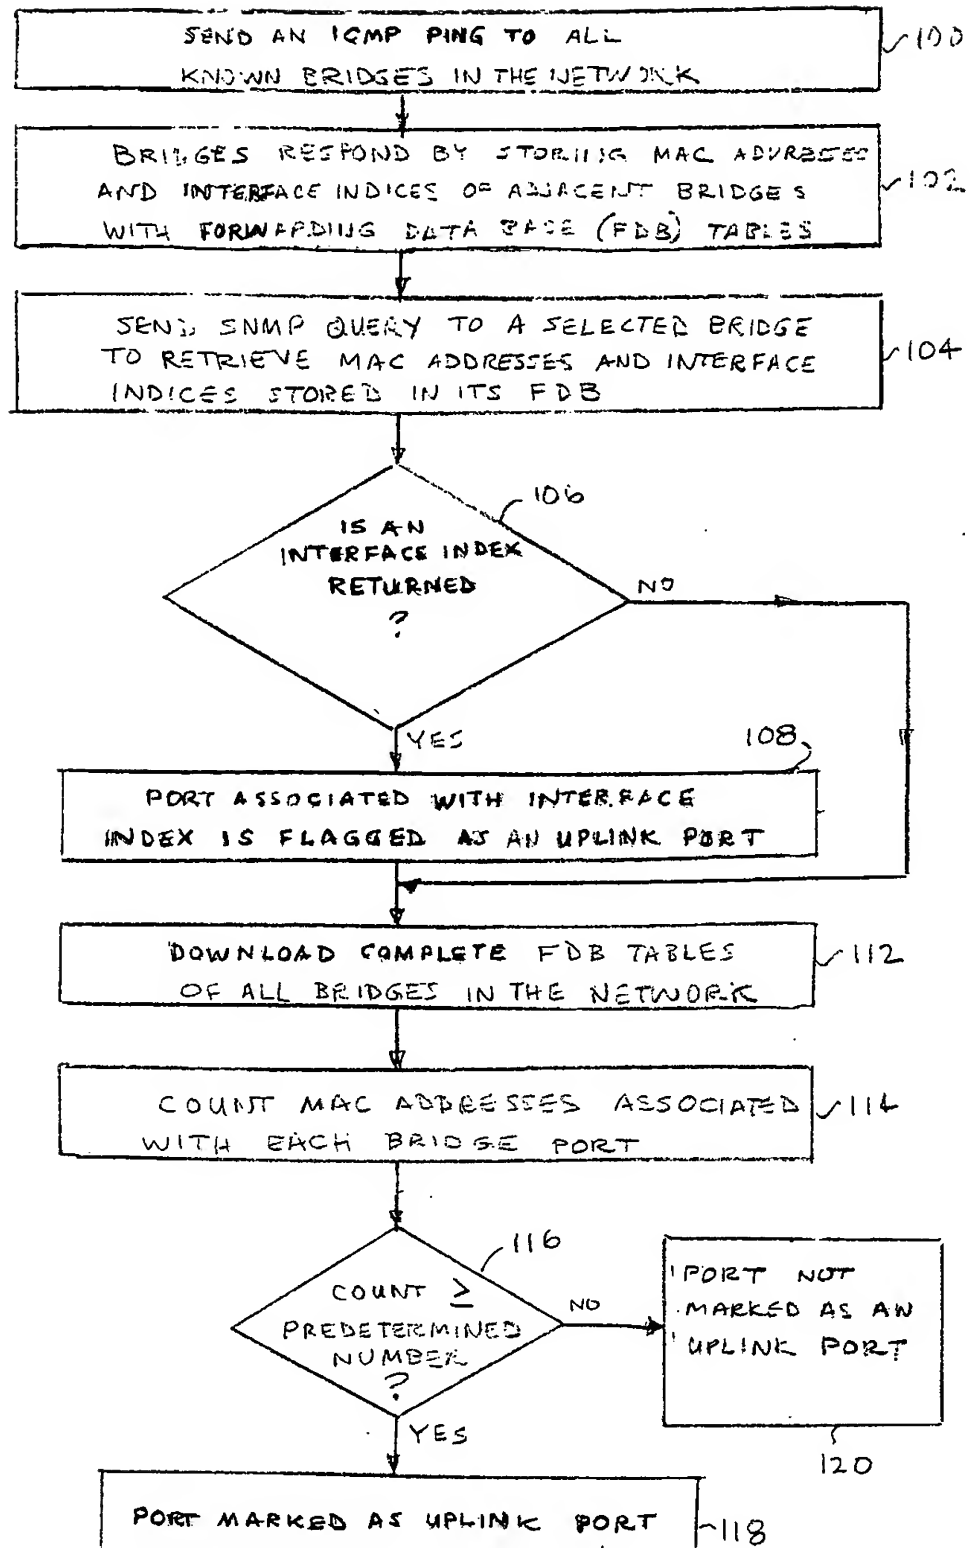 SEND AN ICMP PING TO ALL
KNOWN BRIDGES IN THE NETWORK
100
BRIDGES RESPOND BY STORING MAC ADDRESSES
AND INTERFACE INDICES OF ADJACENT BRIDGES
WITH FORWARDING DATA BASE (FDB) TABLES
102
SEND SNMP QUERY TO A SELECTED BRIDGE
TO RETRIEVE MAC ADDRESSES AND INTERFACE
INDICES STORED IN ITS FDB
104
106
IS AN
INTERFACE INDEX
RETURNED
?
NO
YES
108
PORT ASSOCIATED WITH INTERFACE
INDEX IS FLAGGED AS AN UPLINK PORT
DOWNLOAD COMPLETE FDB TABLES
OF ALL BRIDGES IN THE NETWORK
112
COUNT MAC ADDRESSES ASSOCIATED
WITH EACH BRIDGE PORT
114
116
COUNT ≥
PREDETERMINED
NUMBER
?
NO
PORT NOT
MARKED AS AN
UPLINK PORT
120
YES
PORT MARKED AS UPLINK PORT
118